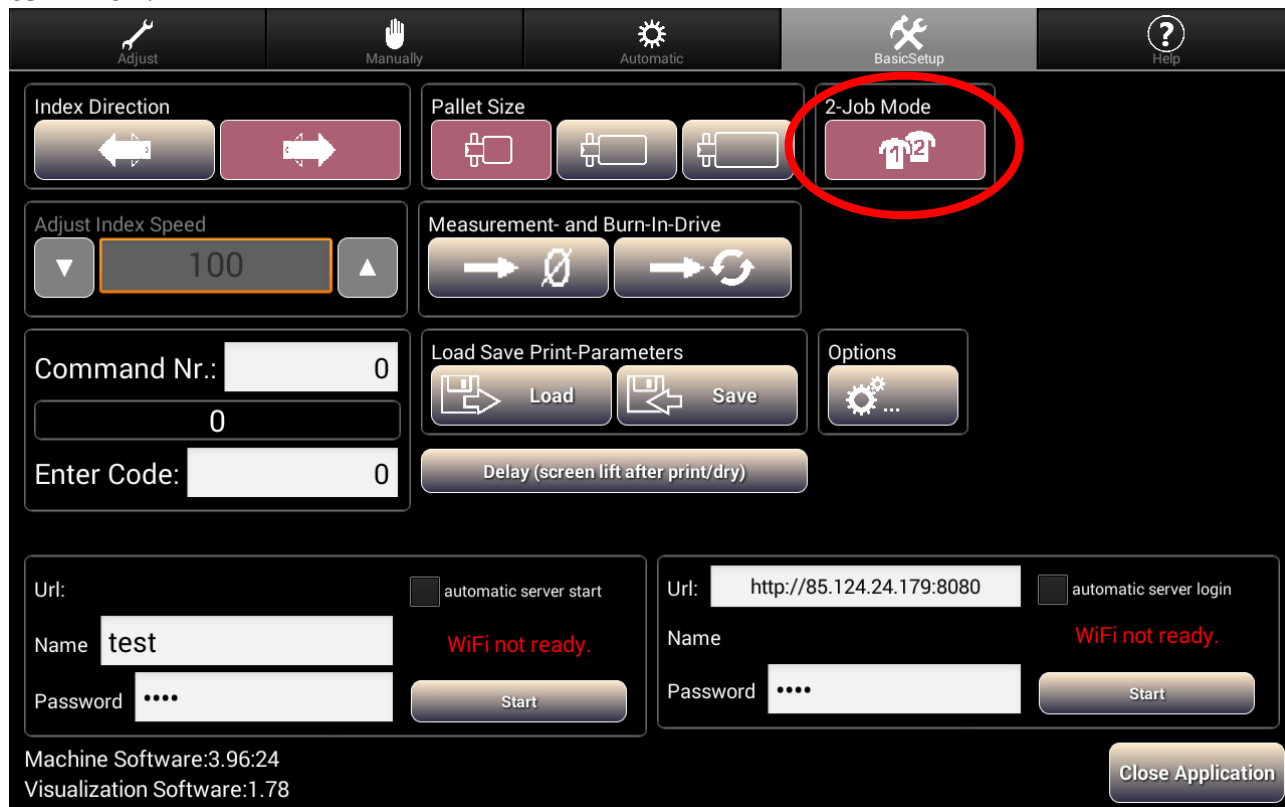 Adjust
Manually
Automatic
BasicSetup
Help
Index Direction
Pallet Size
2-Job Mode
1 2
Adjust Index Speed
100
Measurement- and Burn-In-Drive
Command Nr.: 0
0
Enter Code: 0
Load Save Print-Parameters
Load
Save
Options
...
Delay (screen lift after print/dry)
Url:
automatic server start
Name test
WiFi not ready.
Password ••••
Start
Url: http://85.124.24.179:8080
automatic server login
Name
WiFi not ready.
Password ••••
Start
Machine Software:3.96:24
Visualization Software:1.78
Close Application